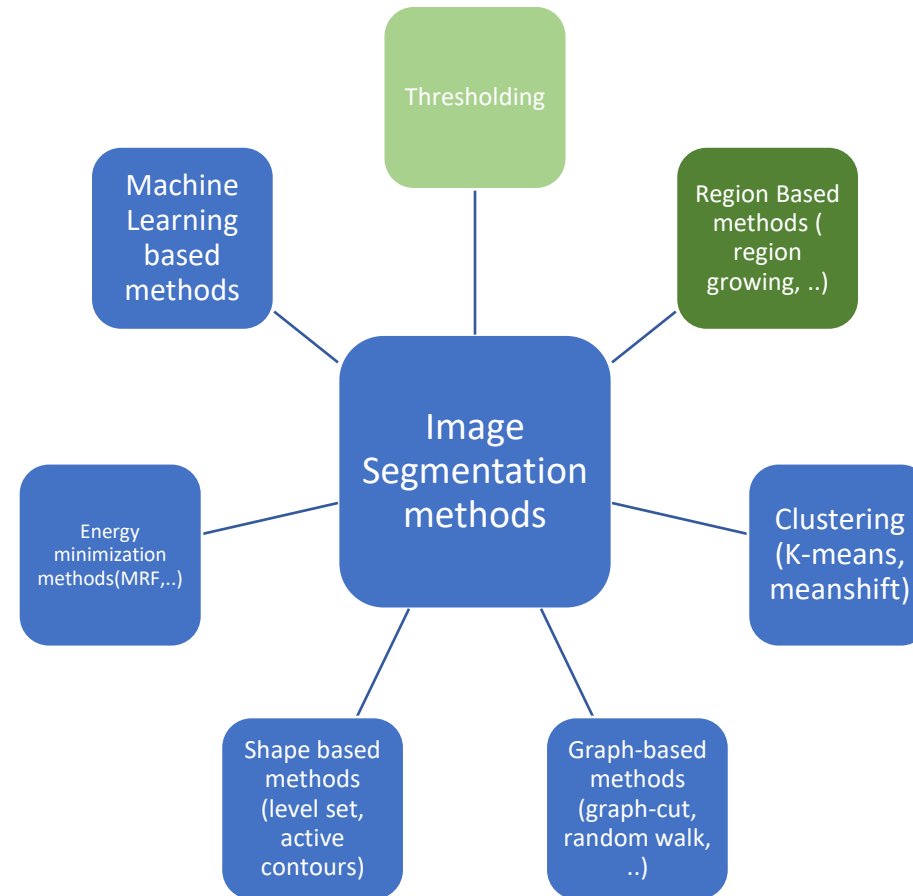 Thresholding
Region Based
methods (
region
growing, ..)
Clustering
(K-means,
meanshift)
Graph-based
methods
(graph-cut,
random walk,
..)
Shape based
methods
(level set,
active
contours)
Energy
minimization
methods(MRF,..)
Machine
Learning
based
methods
Image
Segmentation
methods